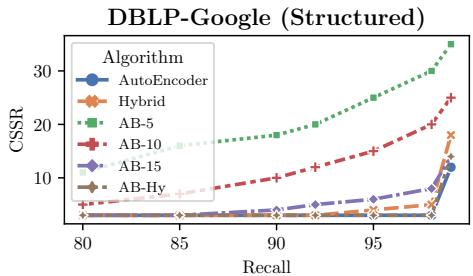 DBLP-Google (Structured)
Algorithm
AutoEncoder
Hybrid
AB-5
AB-10
AB-15
AB-Hy
CSSR
30
20
10
80
85
90
95
Recall